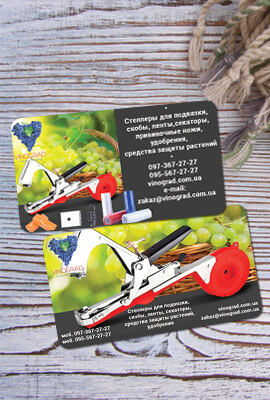 Степлеры для подвязки,
скобы, ленты,секаторы,
прививочные ножи,
удобрения,
средства защиты растений
•
097-367-27-27
095-567-27-27
vinograd.com.ua
e-mail:
zakaz@vinograd.com.ua
VINOGRAD
VINOGRAD
Степлеры для подвязки,
скобы, ленты, секаторы,
средства защиты растений,
удобрения
моб. 097-367-27-27
моб. 095-567-27-27
vinograd.com.ua
zakaz@vinograd.com.ua